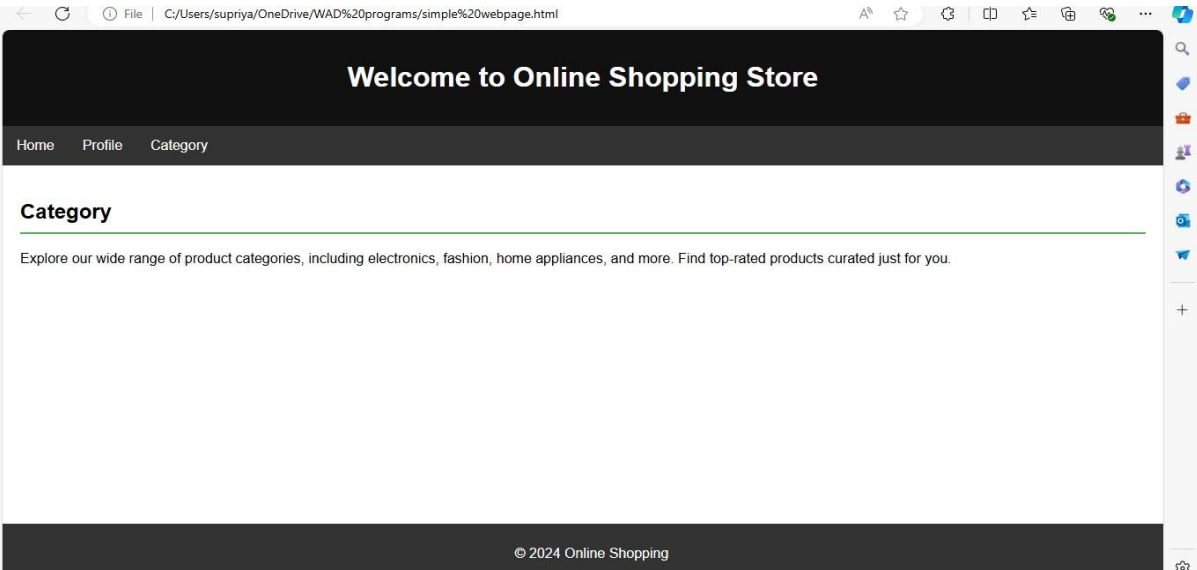 File C:/Users/supriya/OneDrive/WAD%20programs/simple%20webpage.html
Welcome to Online Shopping Store
Home Profile Category
Category
Explore our wide range of product categories, including electronics, fashion, home appliances, and more. Find top-rated products curated just for you.
© 2024 Online Shopping